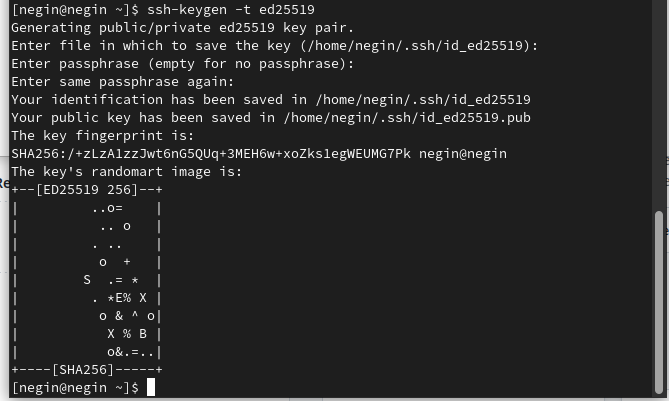 [negin@negin ~]$ ssh-keygen -t ed25519
Generating public/private ed25519 key pair.
Enter file in which to save the key (/home/negin/.ssh/id_ed25519):
Enter passphrase (empty for no passphrase):
Enter same passphrase again:
Your identification has been saved in /home/negin/.ssh/id_ed25519
Your public key has been saved in /home/negin/.ssh/id_ed25519.pub
The key fingerprint is:
SHA256:/+zLzA1zzJwt6nG5QUq+3MEH6w+xoZks1egWEUMG7Pk negin@negin
The key's randomart image is:
+--[ED25519 256]--+
|         ..o=    |
|          .. o   |
|         . ..    |
|          o  +   |
|        S  .= *  |
|         . *E% X |
|          o & ^ o|
|           X % B |
|           o&.=..|
+----[SHA256]-----+
[negin@negin ~]$